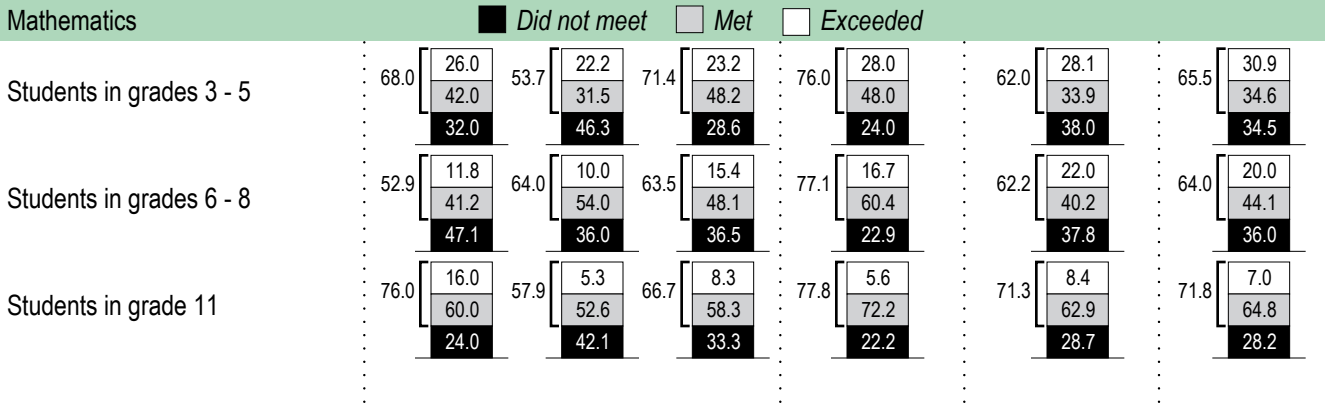 Mathematics Did not meet Met Exceeded
26.0 22.2 23.2 28.0 28.1 30.9
68.0 53.7 71.4 76.0 62.0 65.5
Students in grades 3 - 5 42.0 31.5 48.2 48.0 33.9 34.6
32.0 46.3 28.6 24.0 38.0 34.5
11.8 10.0 15.4 16.7 22.0 20.0
52.9 64.0 63.5 77.1 62.2 64.0
Students in grades 6 - 8 41.2 54.0 48.1 60.4 40.2 44.1
47.1 36.0 36.5 22.9 37.8 36.0
16.0 5.3 8.3 5.6 8.4 7.0
76.0 57.9 66.7 77.8 71.3 71.8
Students in grade 11 60.0 52.6 58.3 72.2 62.9 64.8
24.0 42.1 33.3 22.2 28.7 28.2